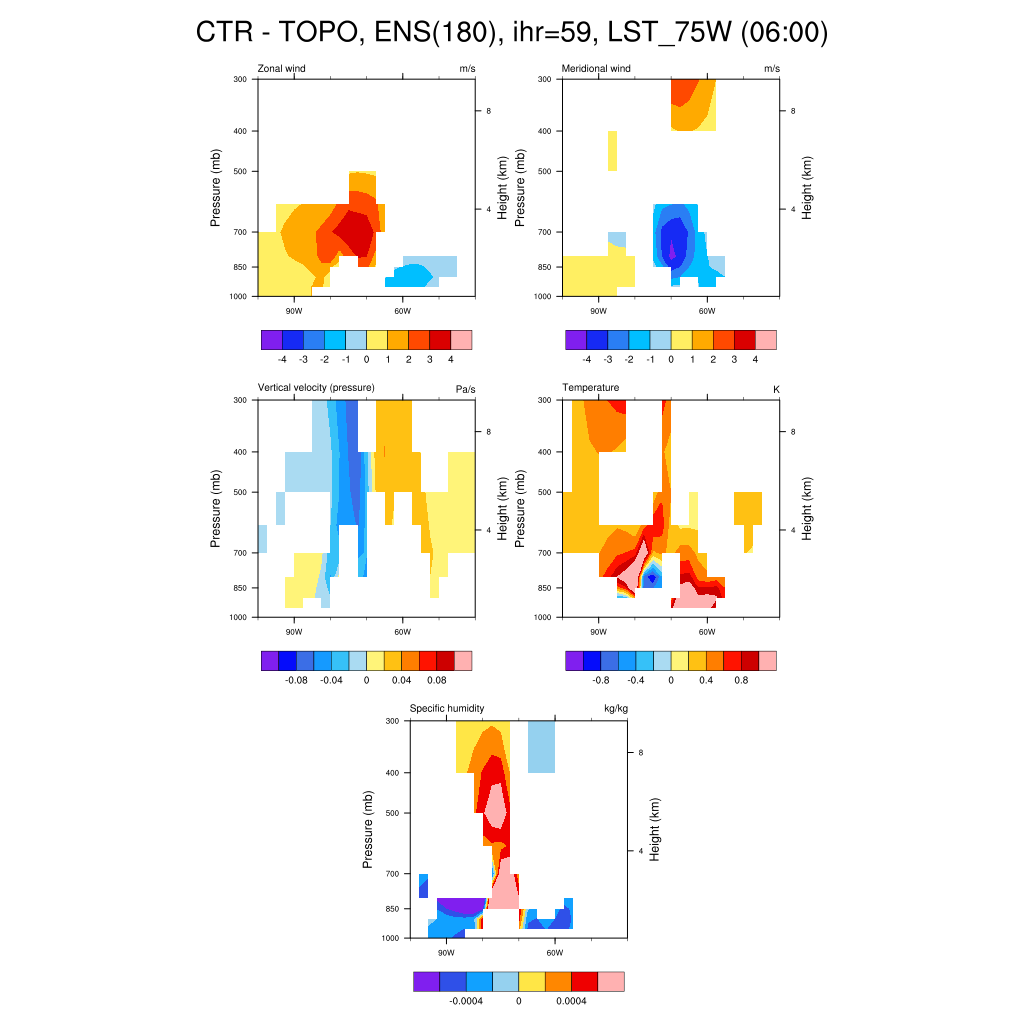 CTR - TOPO, ENS(180), ihr=59, LST_75W (06:00)
Zonal wind m/s
300
400
500
700
850
1000
Pressure (mb)
8
4
Height (km)
90W 60W
-4 -3 -2 -1 0 1 2 3 4
Meridional wind m/s
300
400
500
700
850
1000
Pressure (mb)
8
4
Height (km)
90W 60W
-4 -3 -2 -1 0 1 2 3 4
Vertical velocity (pressure) Pa/s
300
400
500
700
850
1000
Pressure (mb)
8
4
Height (km)
90W 60W
-0.08 -0.04 0 0.04 0.08
Temperature K
300
400
500
700
850
1000
Pressure (mb)
8
4
Height (km)
90W 60W
-0.8 -0.4 0 0.4 0.8
Specific humidity kg/kg
300
400
500
700
850
1000
Pressure (mb)
8
4
Height (km)
90W 60W
-0.0004 0 0.0004